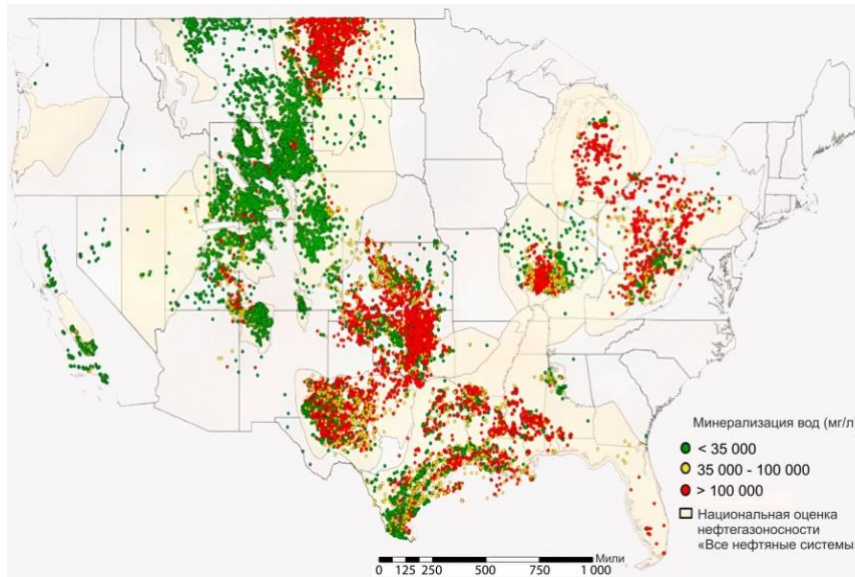 Минерализация вод (мг/л
< 35 000
35 000 - 100 000
> 100 000
Национальная оценка
нефтегазоносности
«Все нефтяные системы
Мили
0 125 250 500 750 1 000